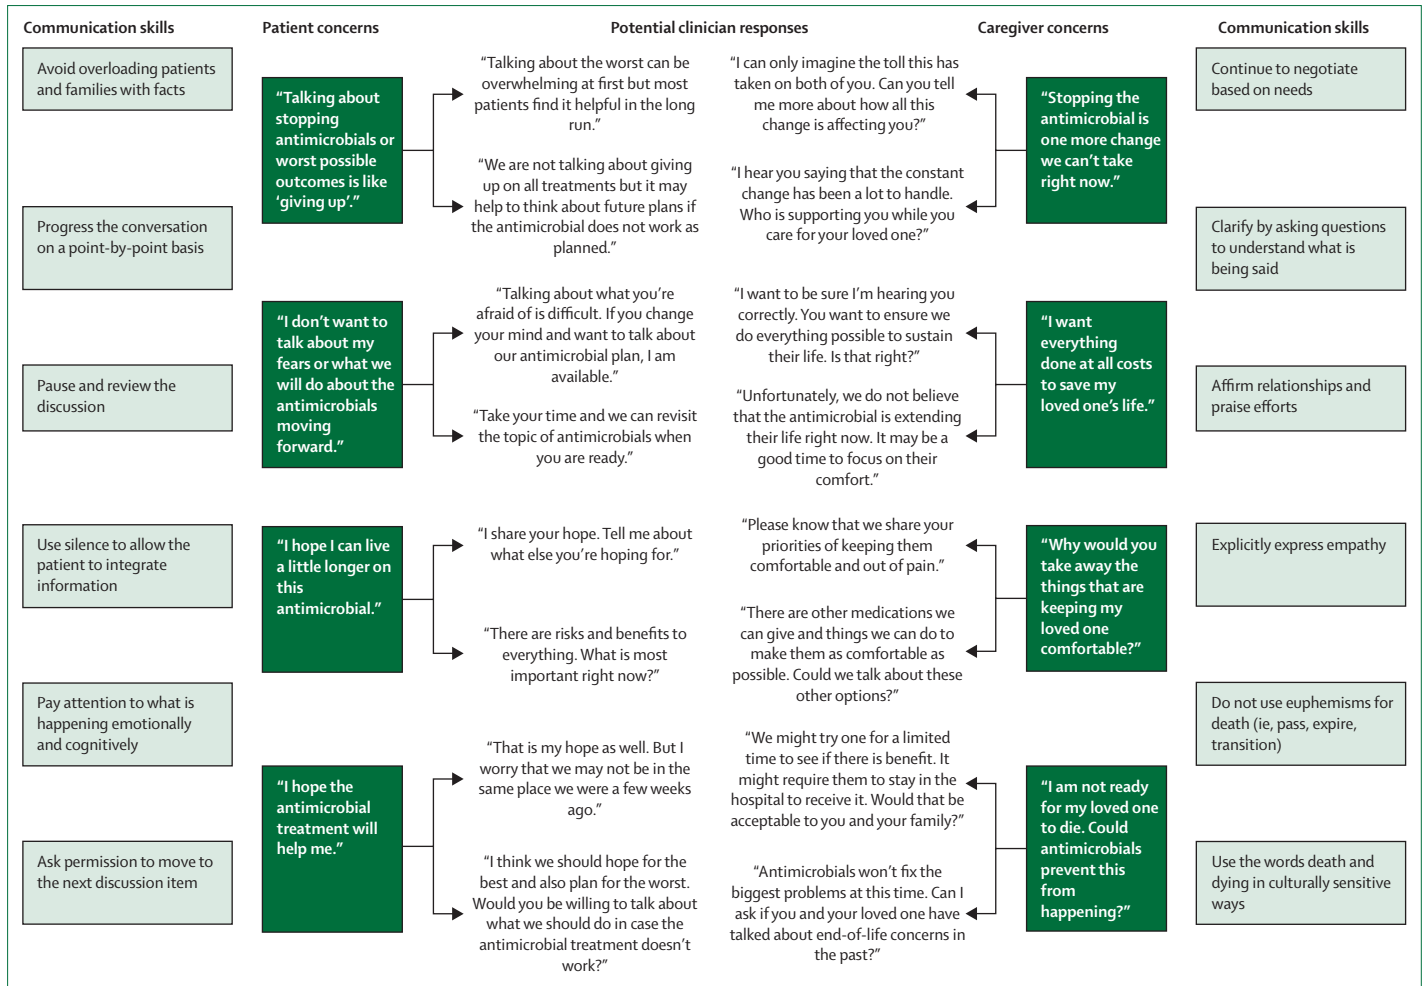 Communication skills
Patient concerns
Potential clinician responses
Caregiver concerns
Communication skills
Avoid overloading patients
and families with facts
Progress the conversation
on a point-by-point basis
Pause and review the
discussion
Use silence to allow the
patient to integrate
information
Pay attention to what is
happening emotionally
and cognitively
Ask permission to move to
the next discussion item
“Talking about
stopping
antimicrobials or
worst possible
outcomes is like
‘giving up’.”
“I don’t want to
talk about my
fears or what we
will do about the
antimicrobials
moving
forward.”
“I hope I can live
a little longer on
this
antimicrobial.”
“I hope the
antimicrobial
treatment will
help me.”
“Talking about the worst can be
overwhelming at first but most
patients find it helpful in the long
run.”
“We are not talking about giving
up on all treatments but it may
help to think about future plans if
the antimicrobial does not work as
planned.”
“Talking about what you’re
afraid of is difficult. If you change
your mind and want to talk about
our antimicrobial plan, I am
available.”
“Take your time and we can revisit
the topic of antimicrobials when
you are ready.”
“I share your hope. Tell me about
what else you’re hoping for.”
“There are risks and benefits to
everything. What is most
important right now?”
“That is my hope as well. But I
worry that we may not be in the
same place we were a few weeks
ago.”
“I think we should hope for the
best and also plan for the worst.
Would you be willing to talk about
what we should do in case the
antimicrobial treatment doesn’t
work?”
“I can only imagine the toll this has
taken on both of you. Can you tell
me more about how all this
change is affecting you?”
“I hear you saying that the constant
change has been a lot to handle.
Who is supporting you while you
care for your loved one?”
“I want to be sure I’m hearing you
correctly. You want to ensure we
do everything possible to sustain
their life. Is that right?”
“Unfortunately, we do not believe
that the antimicrobial is extending
their life right now. It may be a
good time to focus on their
comfort.”
“Please know that we share your
priorities of keeping them
comfortable and out of pain.”
“There are other medications we
can give and things we can do to
make them as comfortable as
possible. Could we talk about these
other options?”
“We might try one for a limited
time to see if there is benefit. It
might require them to stay in the
hospital to receive it. Would that be
acceptable to you and your family?”
“Antimicrobials won’t fix the
biggest problems at this time. Can I
ask if you and your loved one have
talked about end-of-life concerns in
the past?”
“Stopping the
antimicrobial is
one more change
we can’t take
right now.”
“I want
everything
done at all costs
to save my
loved one’s life.”
“Why would you
take away the
things that are
keeping my
loved one
comfortable?”
“I am not ready
for my loved one
to die. Could
antimicrobials
prevent this
from
happening?”
Continue to negotiate
based on needs
Clarify by asking questions
to understand what is
being said
Affirm relationships and
praise efforts
Explicitly express empathy
Do not use euphemisms for
death (ie, pass, expire,
transition)
Use the words death and
dying in culturally sensitive
ways